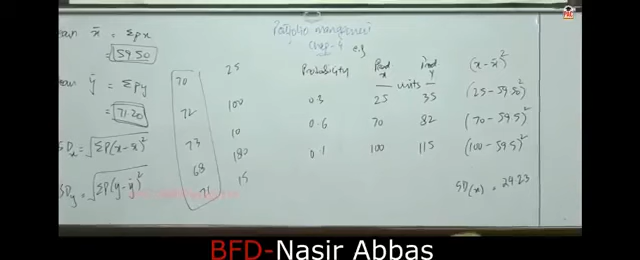 Portfolio management
Chap-4 e.g
Mean x̄ = Σpx
= 59.50
Mean ȳ = Σpy
= 71.20
SDx = √ΣP(x-x̄)²
SDy = √ΣP(y-ȳ)²
70 25
72 100
73 10
68 180
71 15
Probability Prod x units Prod y (x-x̄)²
0.3 25 35 (25-59.50)²
0.6 70 82 (70-59.5)²
0.1 100 115 (100-59.5)²
SD(x) = 29.23
PAC
BFD-Nasir Abbas